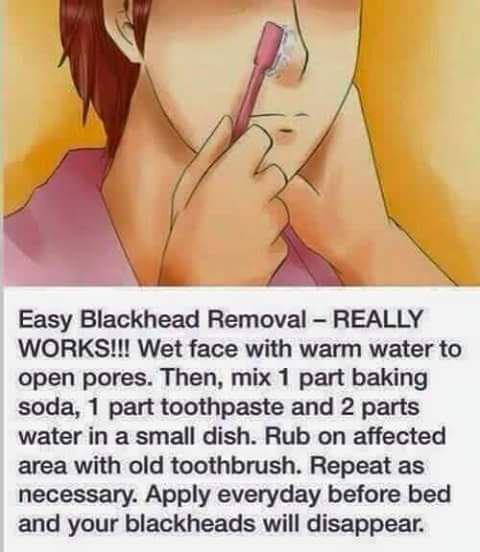 Easy Blackhead Removal – REALLY
WORKS!!! Wet face with warm water to
open pores. Then, mix 1 part baking
soda, 1 part toothpaste and 2 parts
water in a small dish. Rub on affected
area with old toothbrush. Repeat as
necessary. Apply everyday before bed
and your blackheads will disappear.